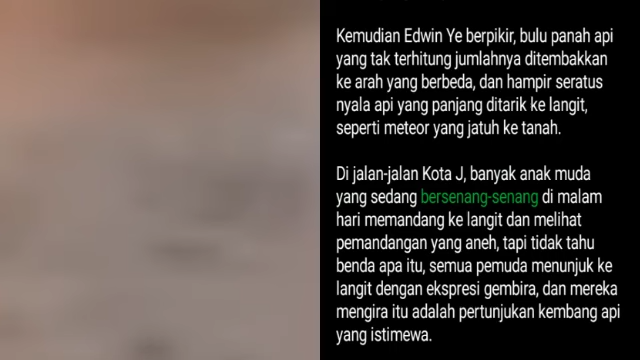 Kemudian Edwin Ye berpikir, bulu panah api
yang tak terhitung jumlahnya ditembakkan
ke arah yang berbeda, dan hampir seratus
nyala api yang panjang ditarik ke langit,
seperti meteor yang jatuh ke tanah.
Di jalan-jalan Kota J, banyak anak muda
yang sedang bersenang-senang di malam
hari memandang ke langit dan melihat
pemandangan yang aneh, tapi tidak tahu
benda apa itu, semua pemuda menunjuk ke
langit dengan ekspresi gembira, dan mereka
mengira itu adalah pertunjukan kembang api
yang istimewa.